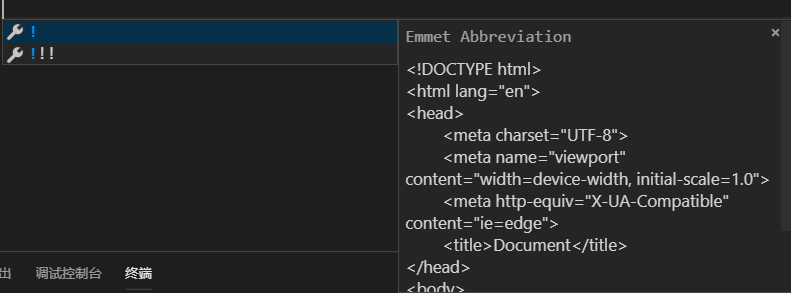 !
!!!
Emmet Abbreviation
×
<!DOCTYPE html>
<html lang="en">
<head>
<meta charset="UTF-8">
<meta name="viewport"
content="width=device-width, initial-scale=1.0">
<meta http-equiv="X-UA-Compatible"
content="ie=edge">
<title>Document</title>
</head>
<body>
出 调试控制台 终端